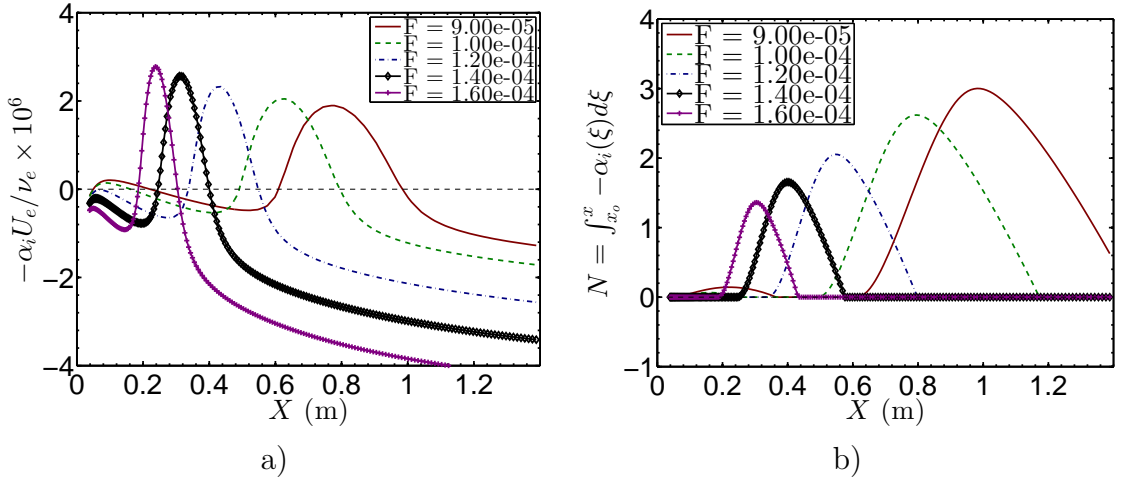 4
2
0
−2
−4
0
0.2
0.4
0.6
0.8
1
1.2
X (m)
−α_i U_e/ν_e × 10^6
F = 9.00e-05
F = 1.00e-04
F = 1.20e-04
F = 1.40e-04
F = 1.60e-04
a)
4
3
2
1
0
−1
0
0.2
0.4
0.6
0.8
1
1.2
X (m)
N = ∫_{x_o}^{x} −α_i(ξ)dξ
F = 9.00e-05
F = 1.00e-04
F = 1.20e-04
F = 1.40e-04
F = 1.60e-04
b)